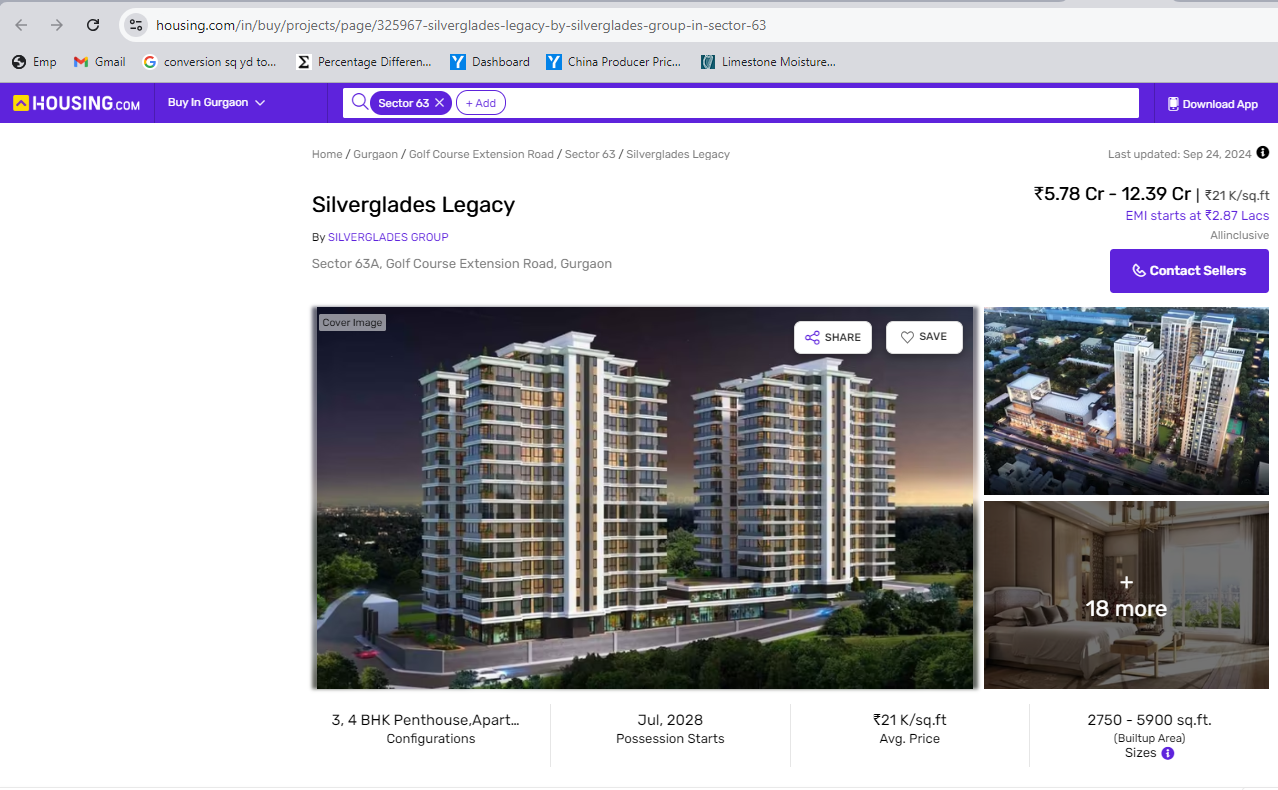 housing.com/in/buy/projects/page/325967-silverglades-legacy-by-silverglades-group-in-sector-63
Emp Gmail conversion sq yd to... Percentage Differen... Dashboard China Producer Pric... Limestone Moisture...
HOUSING.COM Buy In Gurgaon Sector 63 + Add Download App
Home / Gurgaon / Golf Course Extension Road / Sector 63 / Silverglades Legacy
Last updated: Sep 24, 2024
Silverglades Legacy
₹5.78 Cr - 12.39 Cr | ₹21 K/sq.ft
EMI starts at ₹2.87 Lacs
By SILVERGLADES GROUP
Allinclusive
Sector 63A, Golf Course Extension Road, Gurgaon
Contact Sellers
Cover Image
SHARE
SAVE
+
18 more
3, 4 BHK Penthouse,Apart...
Configurations
Jul, 2028
Possession Starts
₹21 K/sq.ft
Avg. Price
2750 - 5900 sq.ft.
(Builtup Area)
Sizes